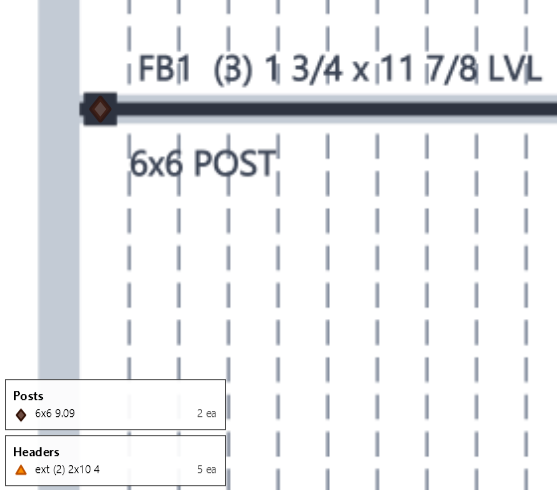 FB1 (3) 1 3/4 x 11 7/8 LVL
6x6 POST
Posts
6x6 9.09 2 ea
Headers
ext (2) 2x10 4 5 ea